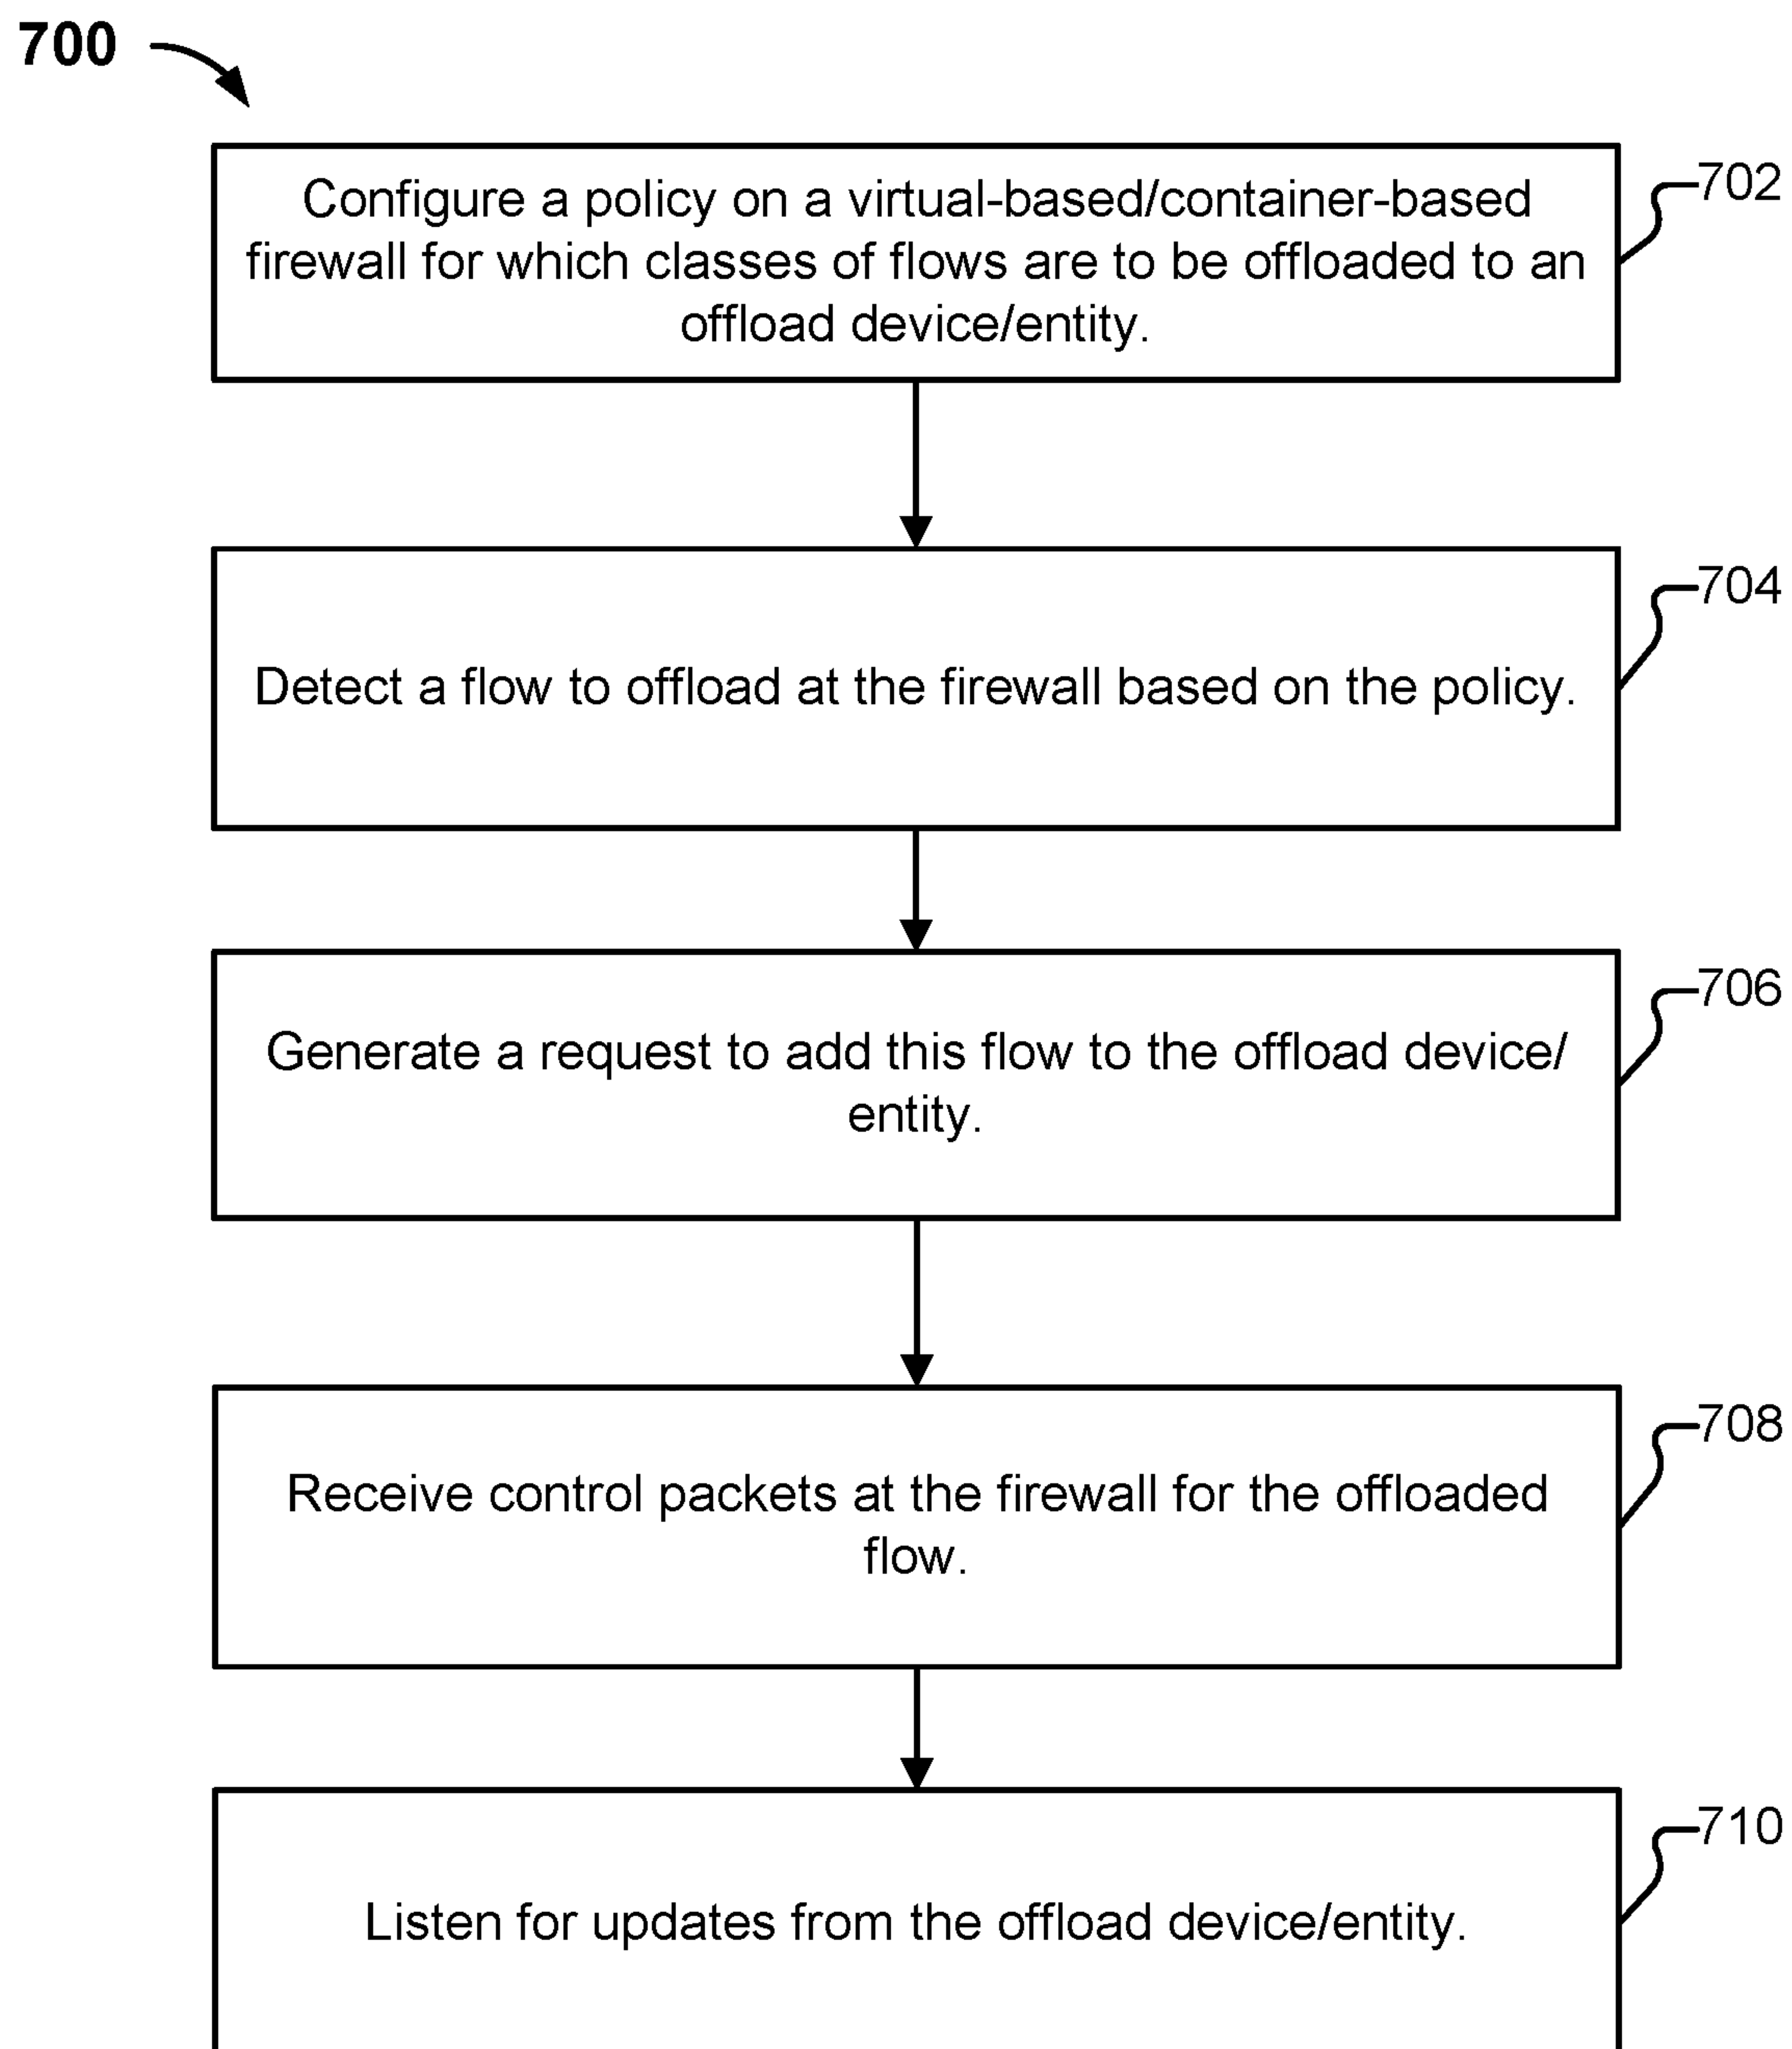 700
Configure a policy on a virtual-based/container-based
firewall for which classes of flows are to be offloaded to an
offload device/entity.
702
Detect a flow to offload at the firewall based on the policy.
704
Generate a request to add this flow to the offload device/
entity.
706
Receive control packets at the firewall for the offloaded
flow.
708
Listen for updates from the offload device/entity.
710